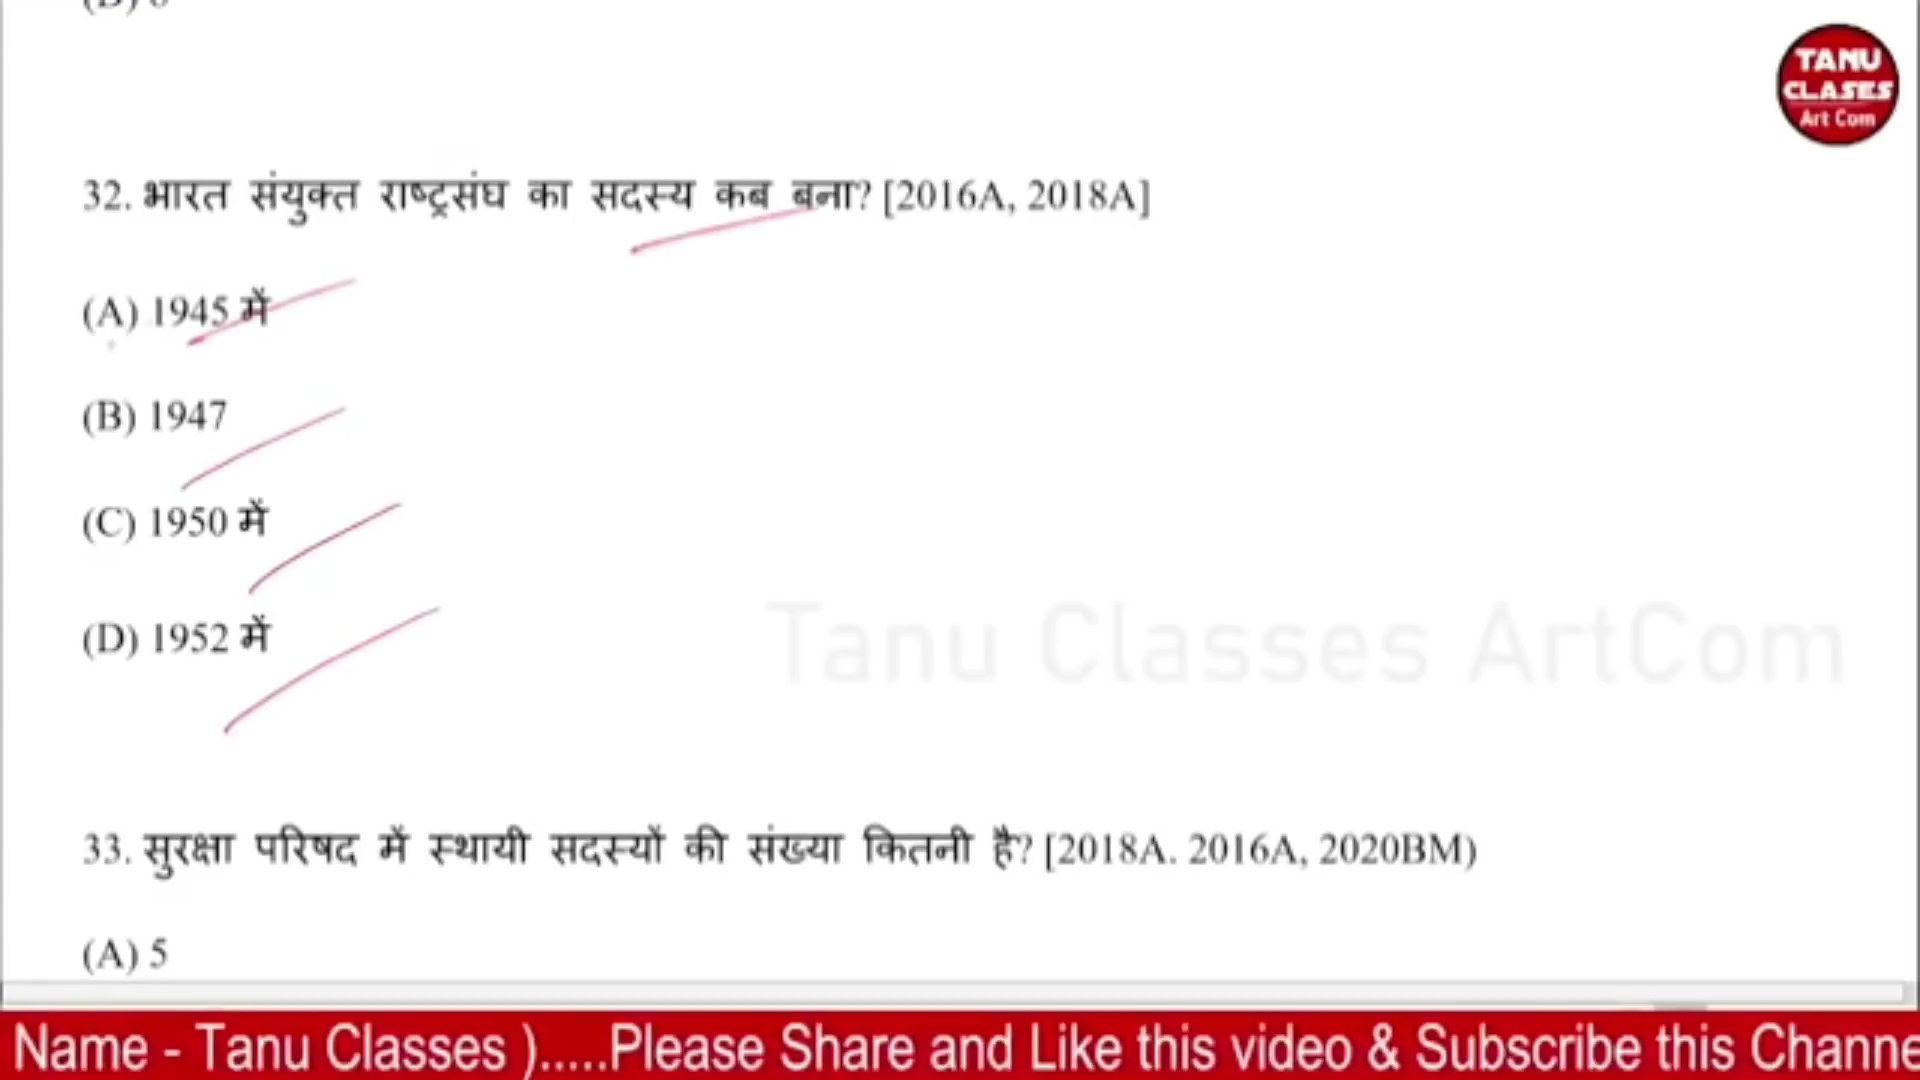 TANU
CLASES
Art Com
32. भारत संयुक्त राष्ट्रसंघ का सदस्य कब बना? [2016A, 2018A]
(A) 1945 में
(B) 1947
(C) 1950 में
(D) 1952 में
Tanu Classes ArtCom
33. सुरक्षा परिषद में स्थायी सदस्यों की संख्या कितनी है? [2018A. 2016A, 2020BM)
(A) 5
Name - Tanu Classes ).....Please Share and Like this video & Subscribe this Channe